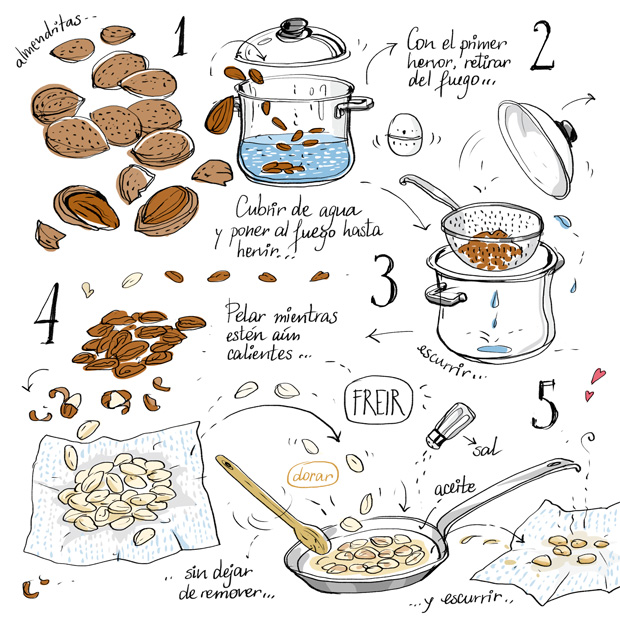 almendritas..
1
Cubrir de agua
y poner al fuego hasta
hervir...
2
Con el primer
hervor, retirar
del fuego...
3
escurrir...
4
Pelar mientras
estén aún
calientes...
5
FREIR
sal
aceite
dorar
.. sin dejar
de remover...
...y escurrir..